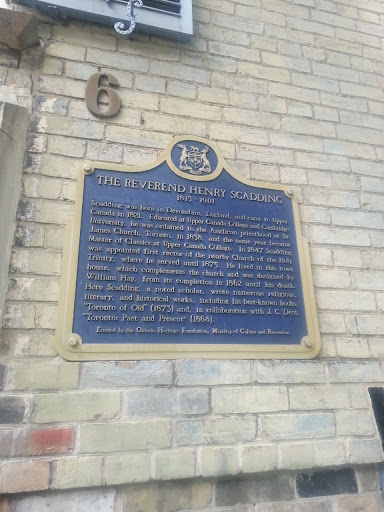 6
THE REVEREND HENRY SCADDING
1813 - 1901
Scadding was born in Devonshire, England, and came to Upper
Canada in 1821. Educated at Upper Canada College and Cambridge
University, he was ordained to the Anglican priesthood at St.
James Church, Toronto, in 1838, and the same year became
Master of Classics at Upper Canada College. In 1847 Scadding
was appointed first rector of the nearby Church of the Holy
Trinity, where he served until 1875. He lived in this town
house, which complements the church and was designed by
William Hay, from its completion in 1862 until his death.
Here Scadding, a noted scholar, wrote numerous religious,
literary, and historical works, including his best-known books,
"Toronto of Old" (1873) and, in collaboration with J. C. Dent,
"Toronto: Past and Present" (1884).
Erected by the Ontario Heritage Foundation, Ministry of Culture and Recreation